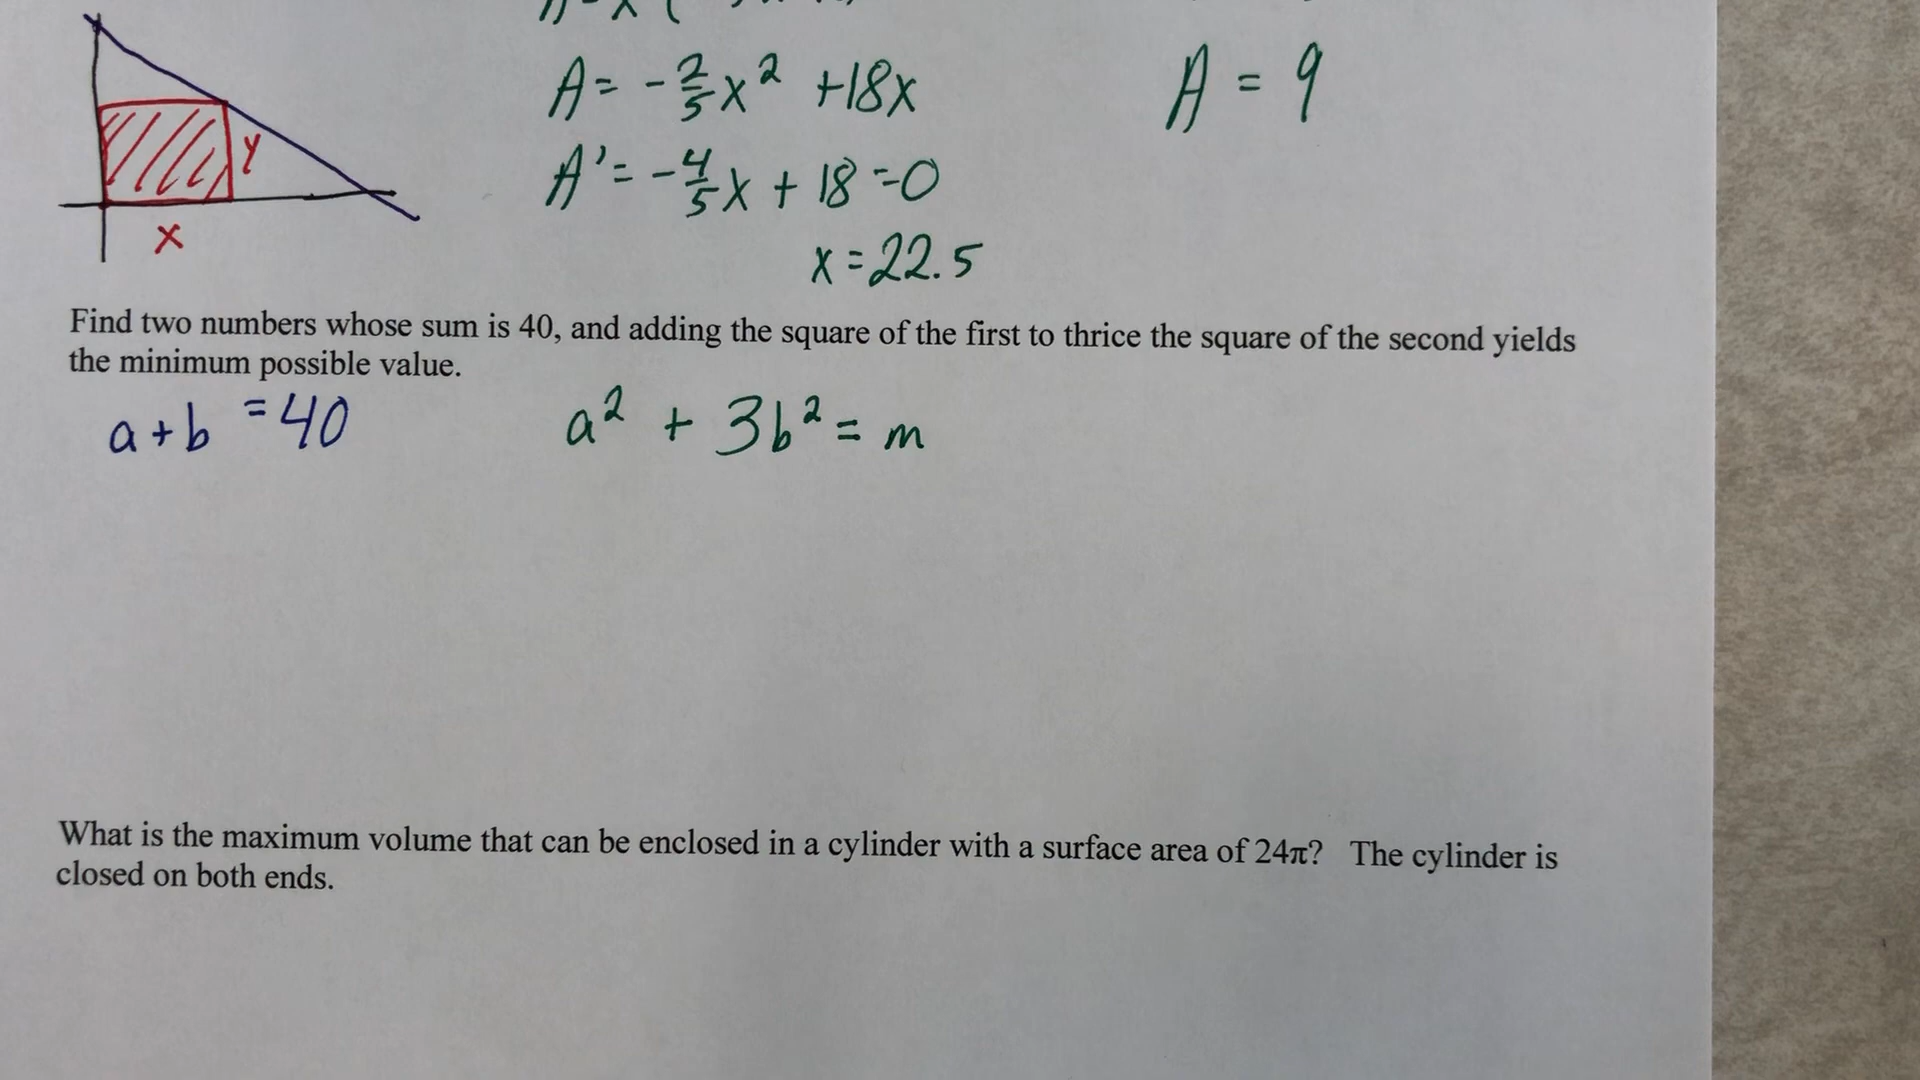 A = -2/5 x² + 18x
A = 9
A' = -4/5 x + 18 = 0
y
x
x = 22.5
Find two numbers whose sum is 40, and adding the square of the first to thrice the square of the second yields
the minimum possible value.
a + b = 40
a² + 3b² = m
What is the maximum volume that can be enclosed in a cylinder with a surface area of 24π? The cylinder is
closed on both ends.